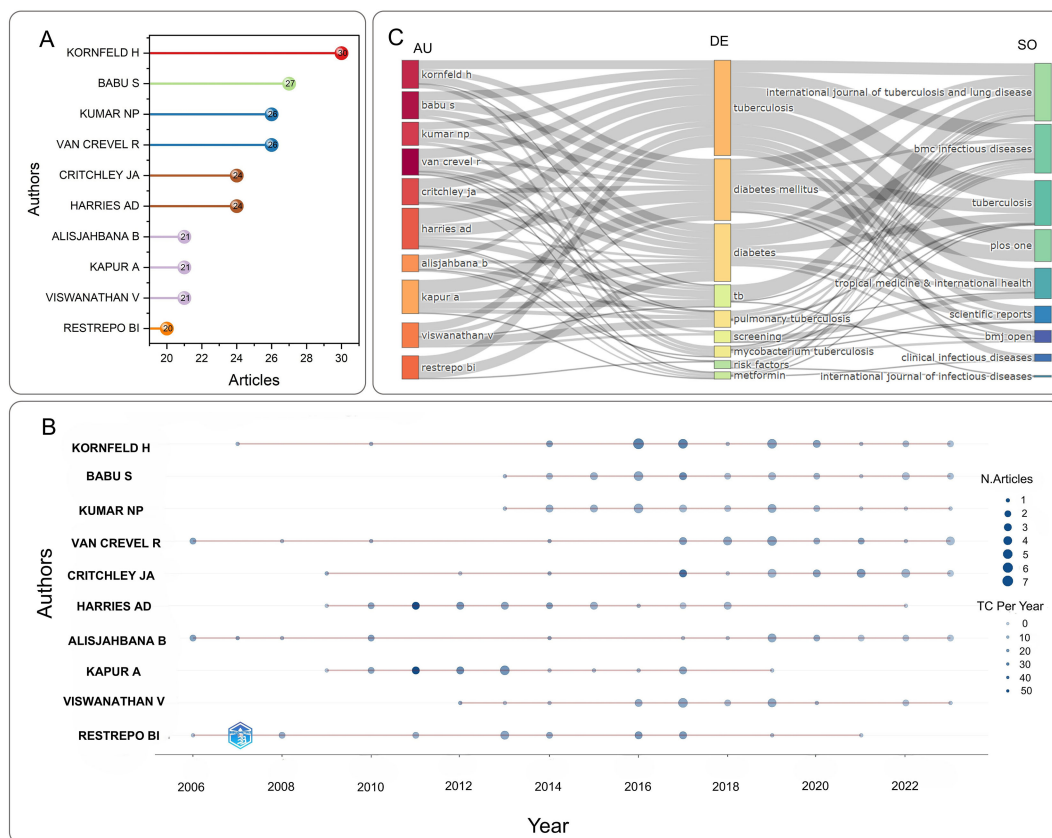 A
KORNFELD H
BABU S
KUMAR NP
VAN CREVEL R
CRITCHLEY JA
HARRIES AD
ALISJAHBANA B
KAPUR A
VISWANATHAN V
RESTREPO BI
Authors
30
27
26
26
24
24
21
21
21
20
20 22 24 26 28 30
Articles
C
AU
DE
SO
kornfeld h
babu s
kumar np
van crevel r
critchley ja
harries ad
alisjahbana b
kapur a
viswanathan v
restrepo bi
tuberculosis
diabetes mellitus
diabetes
tb
pulmonary tuberculosis
screening
mycobacterium tuberculosis
risk factors
metformin
international journal of tuberculosis and lung disease
bmc infectious diseases
tuberculosis
plos one
tropical medicine & international health
scientific reports
bmj open
clinical infectious diseases
international journal of infectious diseases
B
KORNFELD H
BABU S
KUMAR NP
VAN CREVEL R
CRITCHLEY JA
HARRIES AD
ALISJAHBANA B
KAPUR A
VISWANATHAN V
RESTREPO BI
Authors
2006 2008 2010 2012 2014 2016 2018 2020 2022
Year
N.Articles
1
2
3
4
5
6
7
TC Per Year
0
10
20
30
40
50